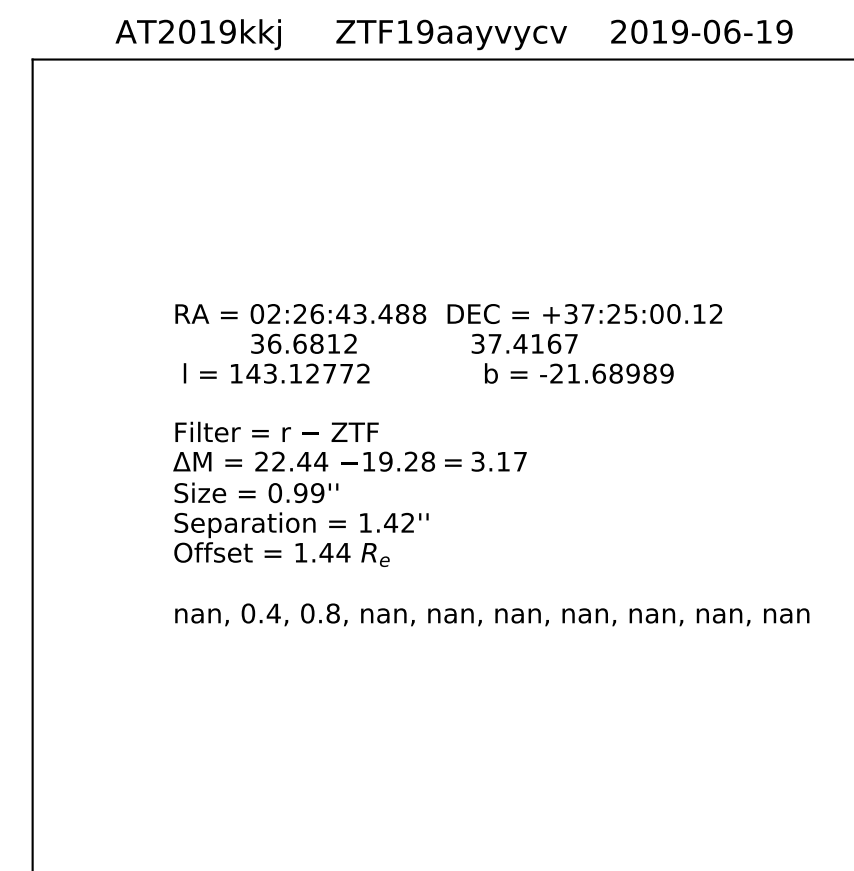 AT2019kkj ZTF19aayvycv 2019-06-19
RA = 02:26:43.488 DEC = +37:25:00.12
36.6812 37.4167
l = 143.12772 b = -21.68989
Filter = r − ZTF
ΔM = 22.44 −19.28 = 3.17
Size = 0.99''
Separation = 1.42''
Offset = 1.44 Re
nan, 0.4, 0.8, nan, nan, nan, nan, nan, nan, nan